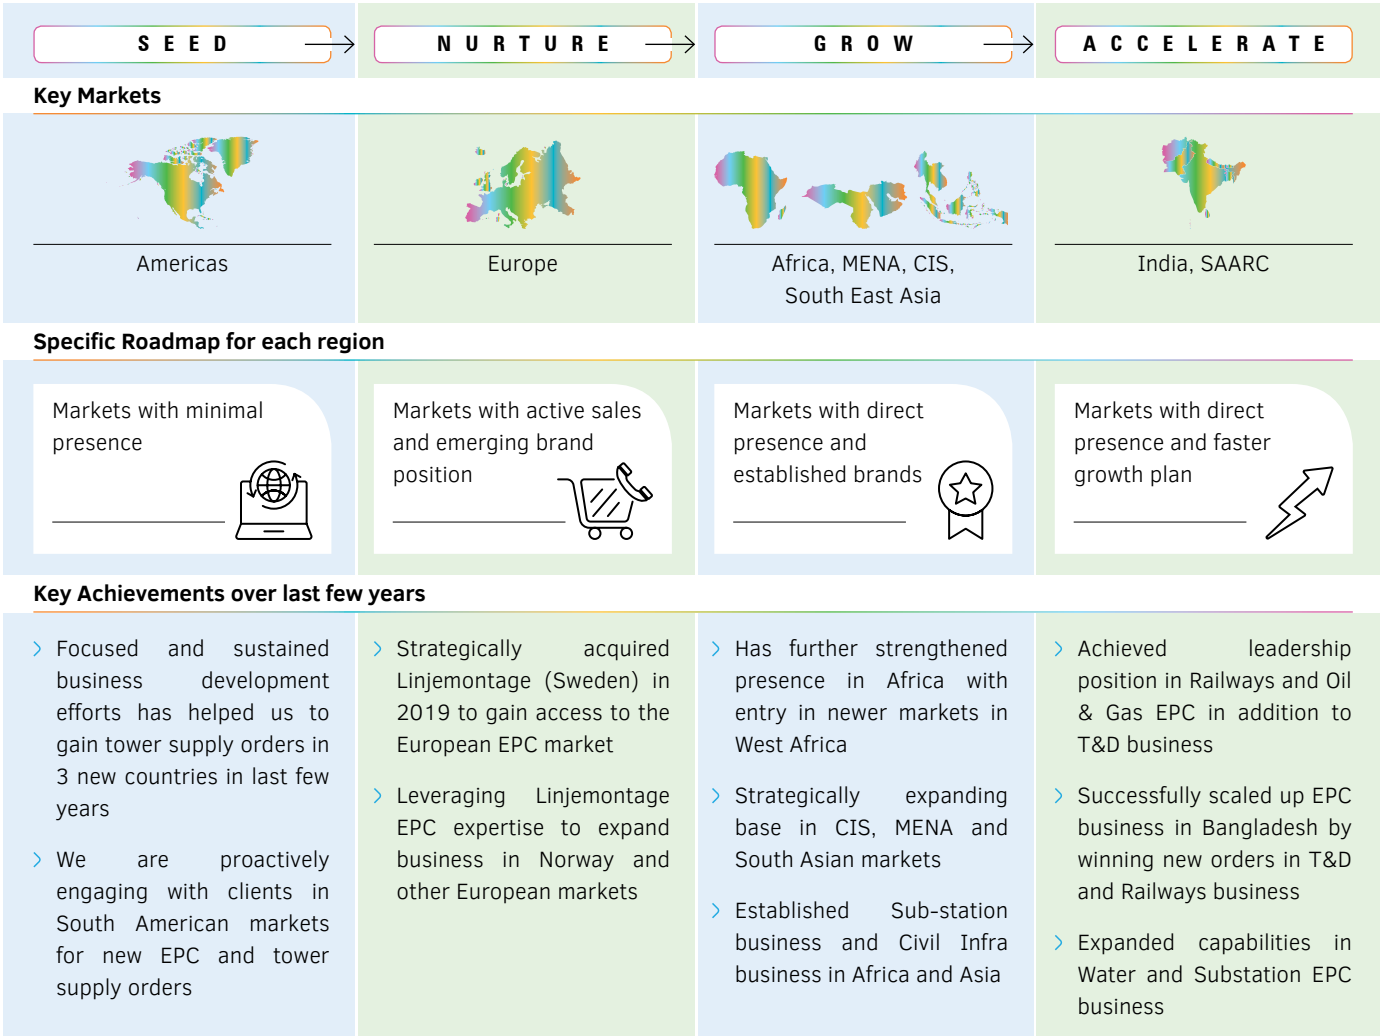 SEED
NURTURE
GROW
ACCELERATE
Key Markets
Americas
Europe
Africa, MENA, CIS,
South East Asia
India, SAARC
Specific Roadmap for each region
Markets with minimal
presence
Markets with active sales
and emerging brand
position
Markets with direct
presence and
established brands
Markets with direct
presence and faster
growth plan
Key Achievements over last few years
Focused and sustained
business development
efforts has helped us to
gain tower supply orders in
3 new countries in last few
years
We are proactively
engaging with clients in
South American markets
for new EPC and tower
supply orders
Strategically acquired
Linjemontage (Sweden) in
2019 to gain access to the
European EPC market
Leveraging Linjemontage
EPC expertise to expand
business in Norway and
other European markets
Has further strengthened
presence in Africa with
entry in newer markets in
West Africa
Strategically expanding
base in CIS, MENA and
South Asian markets
Established Sub-station
business and Civil Infra
business in Africa and Asia
Achieved leadership
position in Railways and Oil
& Gas EPC in addition to
T&D business
Successfully scaled up EPC
business in Bangladesh by
winning new orders in T&D
and Railways business
Expanded capabilities in
Water and Substation EPC
business